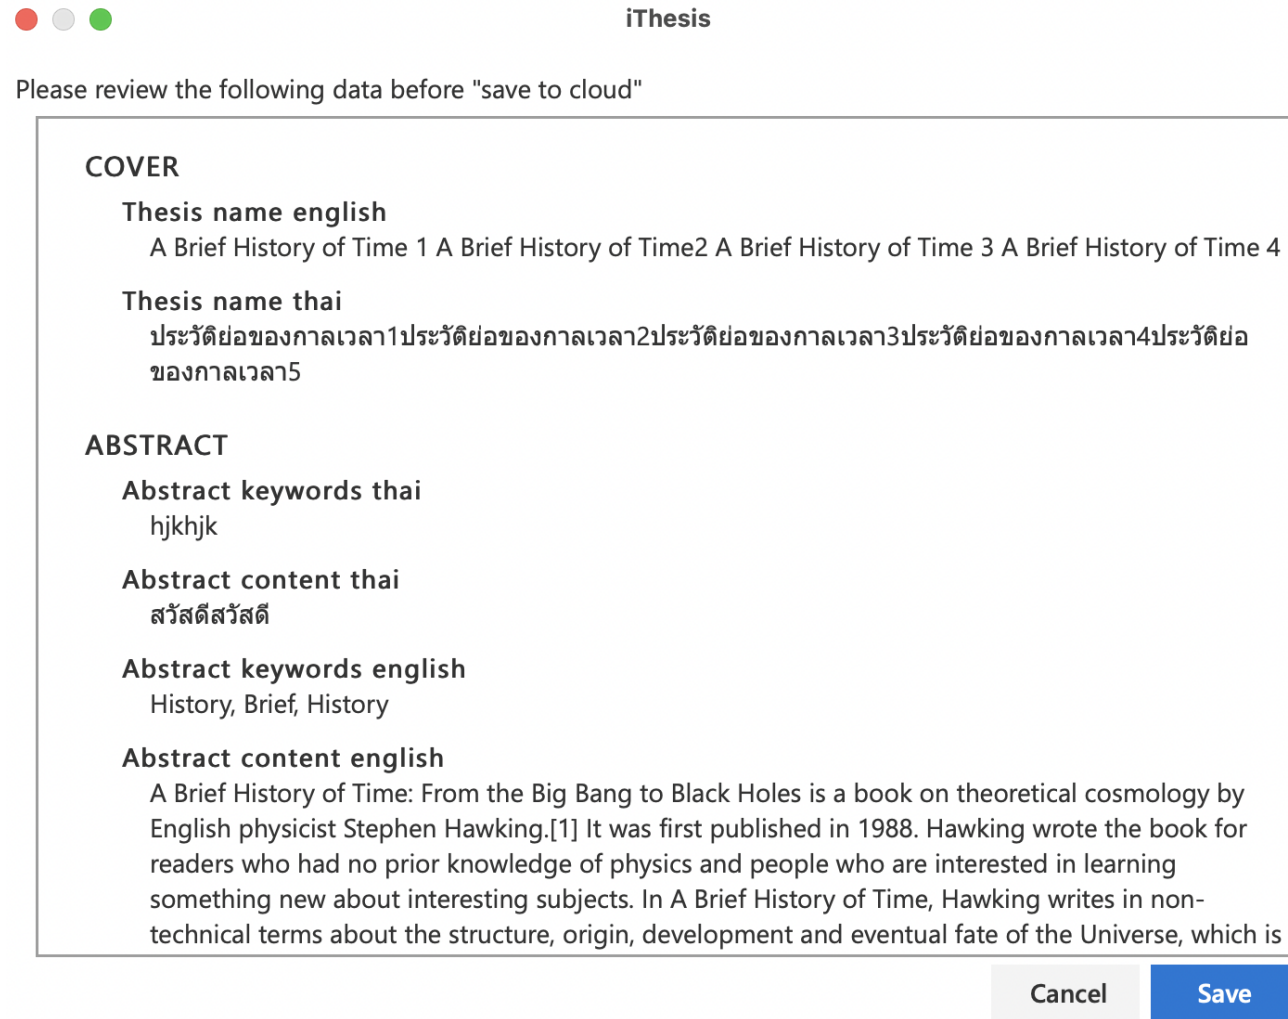 iThesis
Please review the following data before "save to cloud"
COVER
Thesis name english
A Brief History of Time 1 A Brief History of Time2 A Brief History of Time 3 A Brief History of Time 4
Thesis name thai
ประวัติย่อของกาลเวลา1ประวัติย่อของกาลเวลา2ประวัติย่อของกาลเวลา3ประวัติย่อของกาลเวลา4ประวัติย่อ
ของกาลเวลา5
ABSTRACT
Abstract keywords thai
hjkhjk
Abstract content thai
สวัสดีสวัสดี
Abstract keywords english
History, Brief, History
Abstract content english
A Brief History of Time: From the Big Bang to Black Holes is a book on theoretical cosmology by
English physicist Stephen Hawking.[1] It was first published in 1988. Hawking wrote the book for
readers who had no prior knowledge of physics and people who are interested in learning
something new about interesting subjects. In A Brief History of Time, Hawking writes in non-
technical terms about the structure, origin, development and eventual fate of the Universe, which is
Cancel
Save